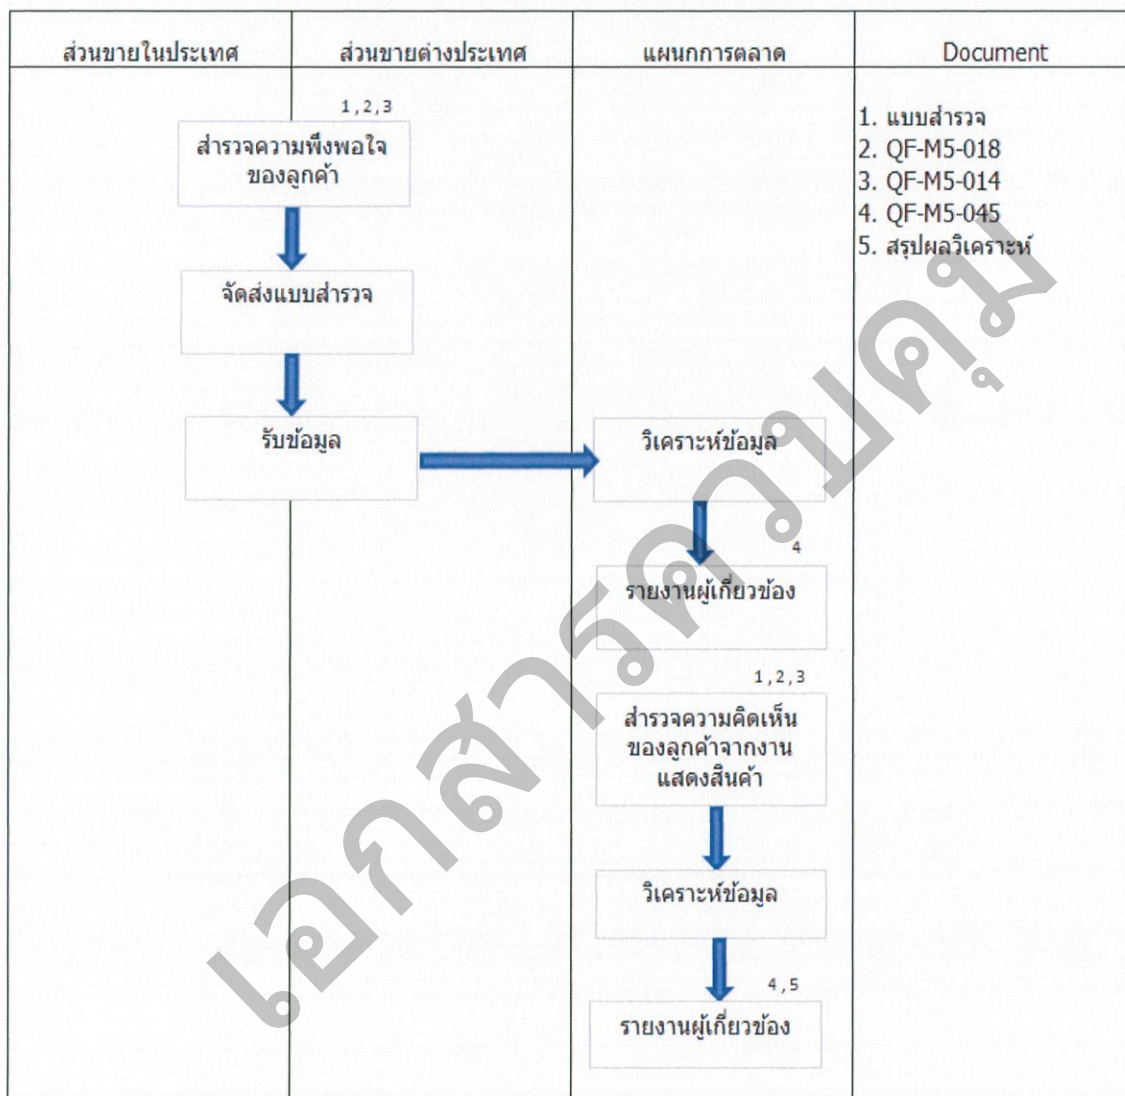 ส่วนขายในประเทศ
ส่วนขายต่างประเทศ
แผนกการตลาด
Document
1,2,3
สำรวจความพึงพอใจ
ของลูกค้า
จัดส่งแบบสำรวจ
รับข้อมูล
วิเคราะห์ข้อมูล
4
รายงานผู้เกี่ยวข้อง
1,2,3
สำรวจความคิดเห็น
ของลูกค้าจากงาน
แสดงสินค้า
วิเคราะห์ข้อมูล
4,5
รายงานผู้เกี่ยวข้อง
1. แบบสำรวจ
2. QF-M5-018
3. QF-M5-014
4. QF-M5-045
5. สรุปผลวิเคราะห์
เอกสารควบคุม